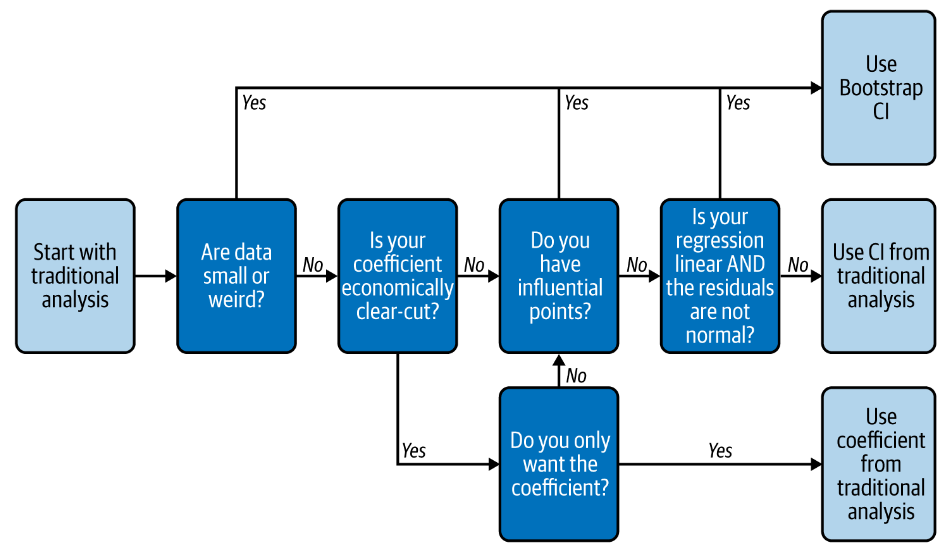 Use
Bootstrap
CI
Yes
Yes
Yes
Start with
traditional
analysis
Are data
small or
weird?
No
Is your
coefficient
economically
clear-cut?
No
Do you
have
influential
points?
No
Is your
regression
linear AND
the residuals
are not
normal?
No
Use CI from
traditional
analysis
No
Yes
Do you only
want the
coefficient?
Yes
Use
coefficient
from
traditional
analysis